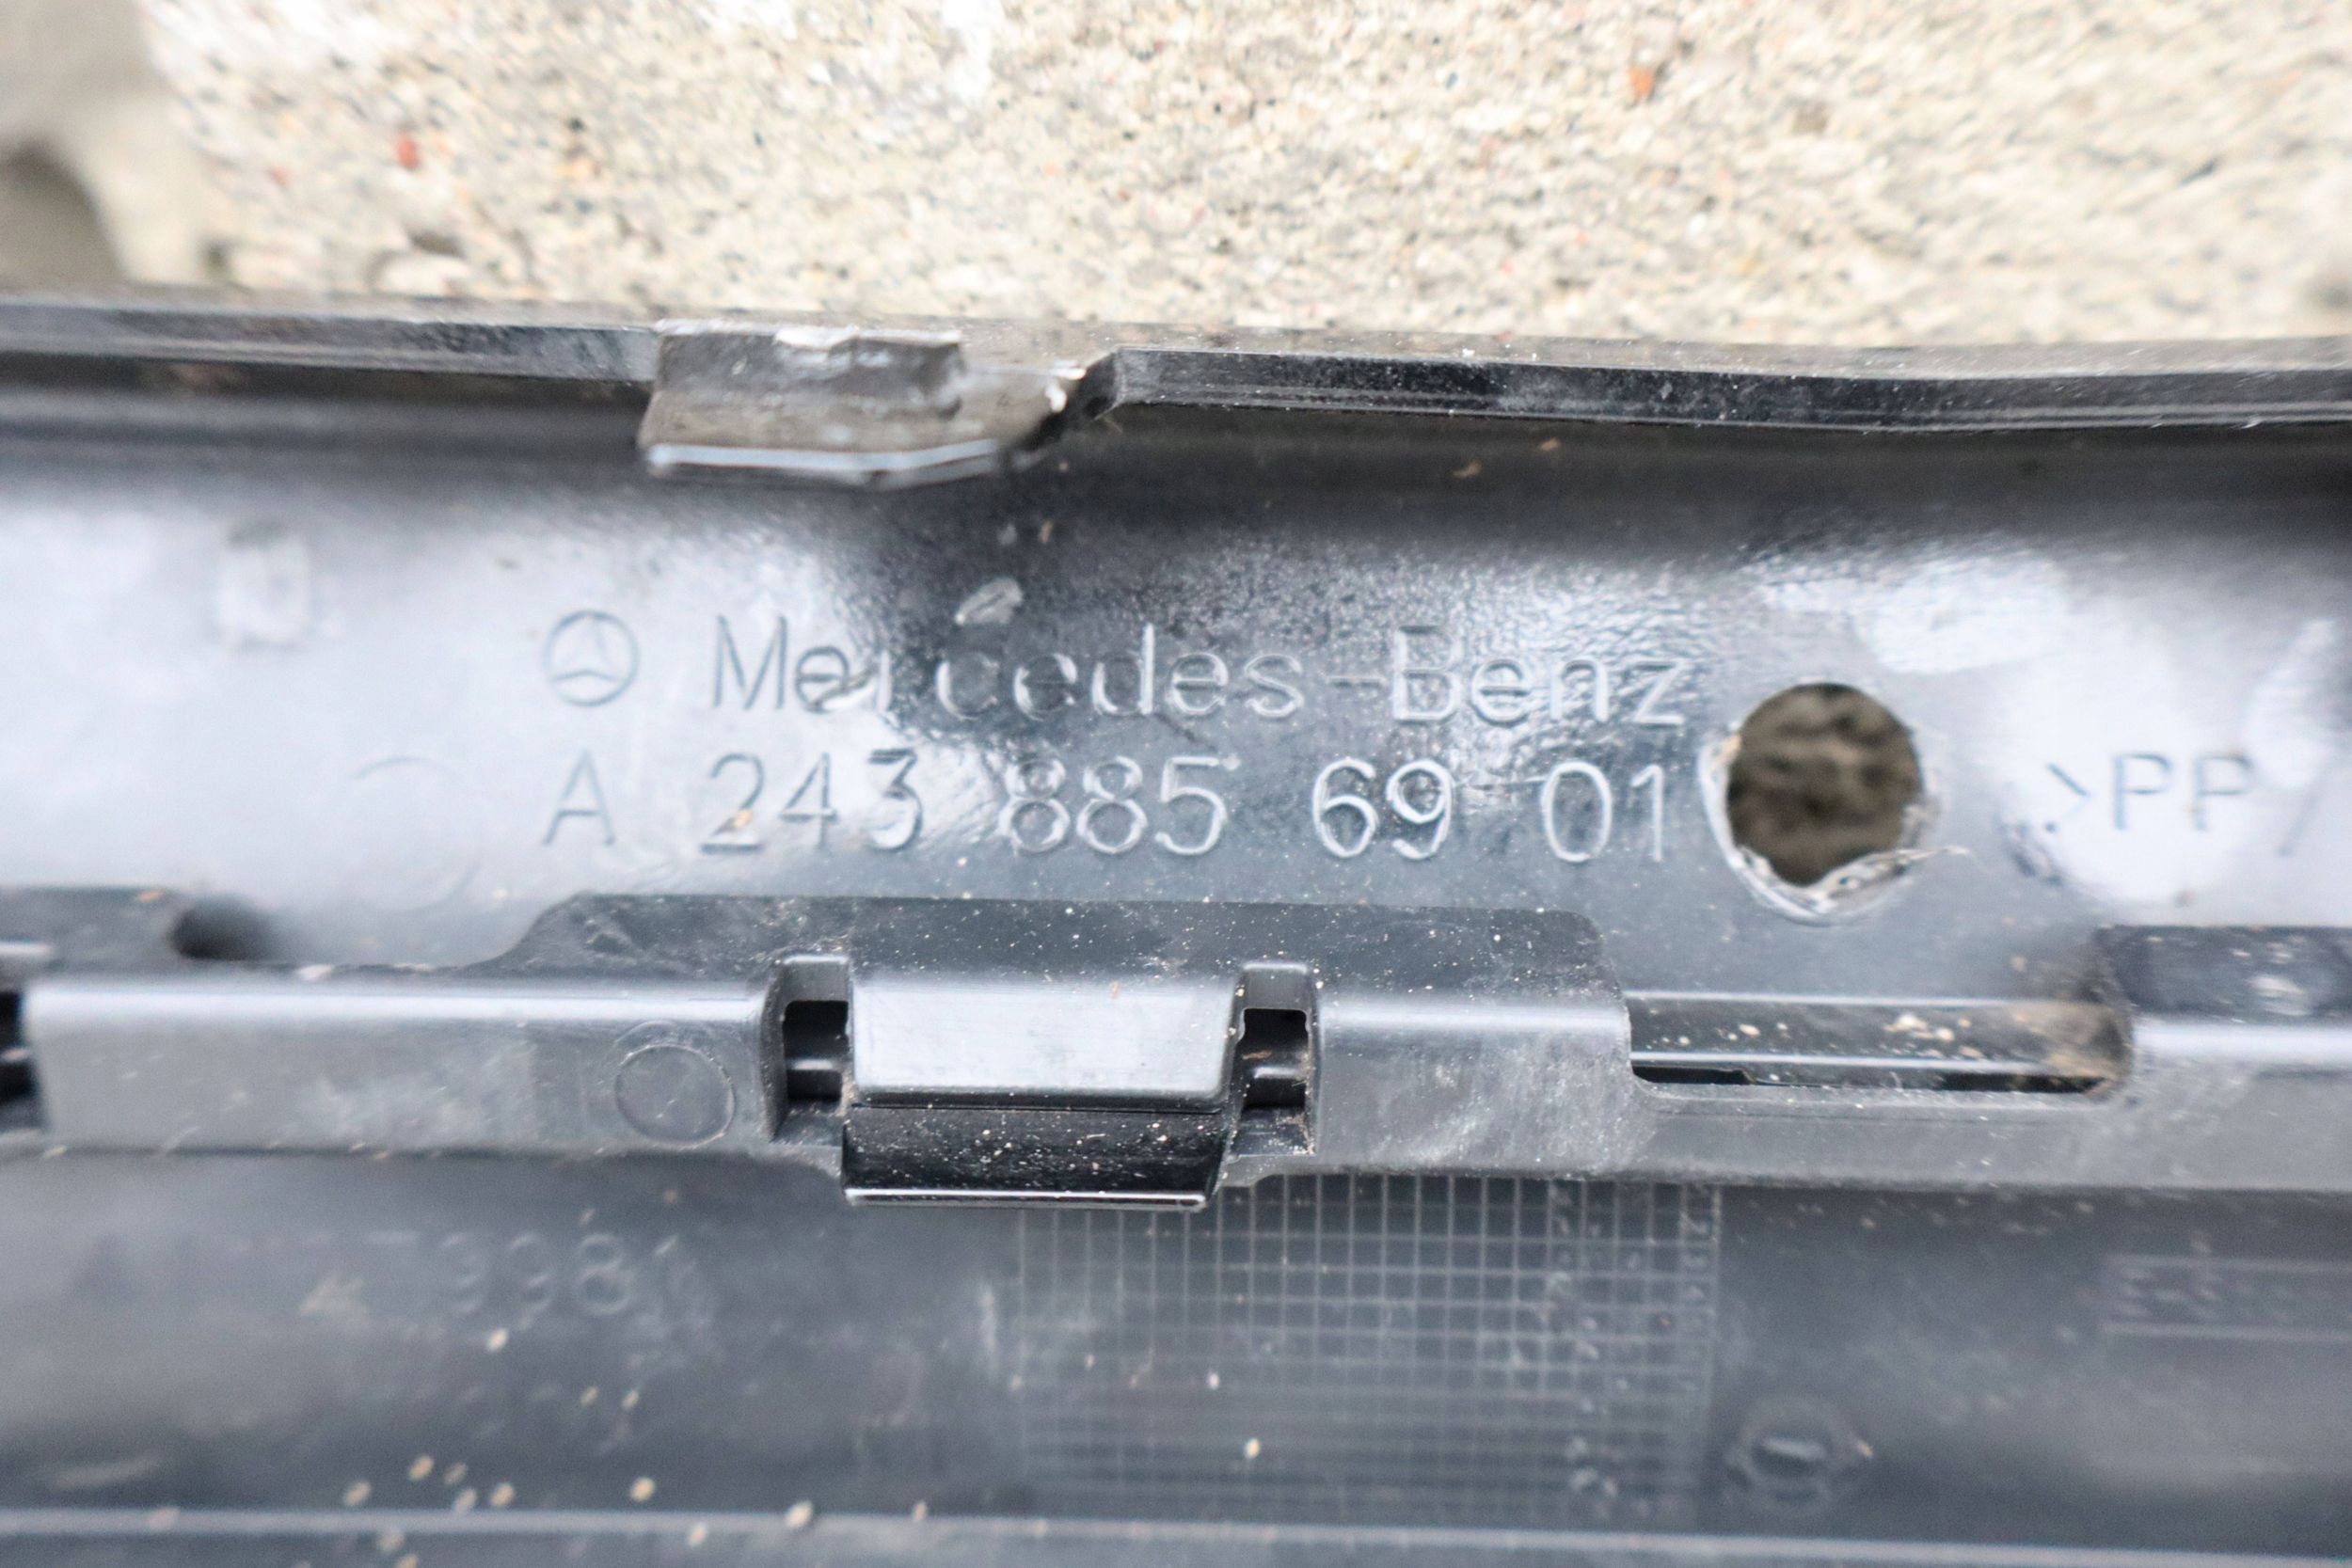 Mercedes-Benz
A 243 885 69 01
>PP